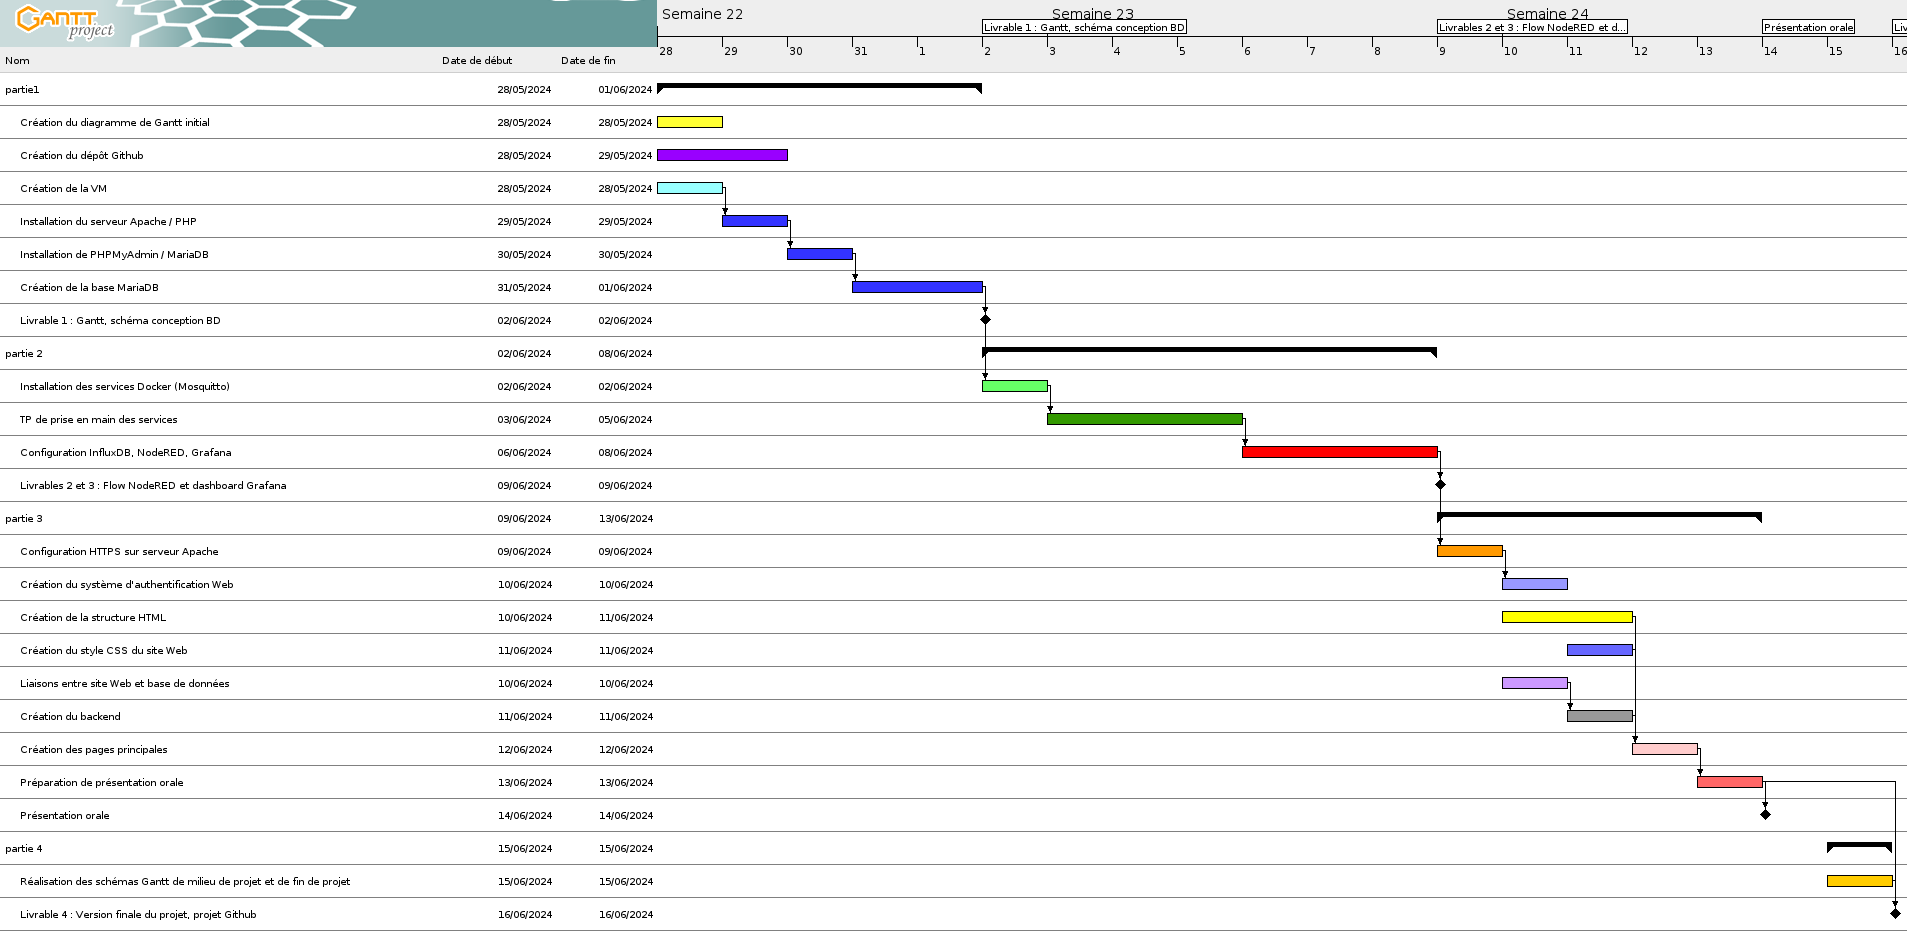 GANTT
project
Semaine 22
Semaine 23
Semaine 24
Livrable 1 : Gantt, schéma conception BD
Livrables 2 et 3 : Flow NodeRED et d...
Présentation orale
Liv
28 29 30 31 1 2 3 4 5 6 7 8 9 10 11 12 13 14 15 16
Nom Date de début Date de fin
partie1 28/05/2024 01/06/2024
Création du diagramme de Gantt initial 28/05/2024 28/05/2024
Création du dépôt Github 28/05/2024 29/05/2024
Création de la VM 28/05/2024 28/05/2024
Installation du serveur Apache / PHP 29/05/2024 29/05/2024
Installation de PHPMyAdmin / MariaDB 30/05/2024 30/05/2024
Création de la base MariaDB 31/05/2024 01/06/2024
Livrable 1 : Gantt, schéma conception BD 02/06/2024 02/06/2024
partie 2 02/06/2024 08/06/2024
Installation des services Docker (Mosquitto) 02/06/2024 02/06/2024
TP de prise en main des services 03/06/2024 05/06/2024
Configuration InfluxDB, NodeRED, Grafana 06/06/2024 08/06/2024
Livrables 2 et 3 : Flow NodeRED et dashboard Grafana 09/06/2024 09/06/2024
partie 3 09/06/2024 13/06/2024
Configuration HTTPS sur serveur Apache 09/06/2024 09/06/2024
Création du système d'authentification Web 10/06/2024 10/06/2024
Création de la structure HTML 10/06/2024 11/06/2024
Création du style CSS du site Web 11/06/2024 11/06/2024
Liaisons entre site Web et base de données 10/06/2024 10/06/2024
Création du backend 11/06/2024 11/06/2024
Création des pages principales 12/06/2024 12/06/2024
Préparation de présentation orale 13/06/2024 13/06/2024
Présentation orale 14/06/2024 14/06/2024
partie 4 15/06/2024 15/06/2024
Réalisation des schémas Gantt de milieu de projet et de fin de projet 15/06/2024 15/06/2024
Livrable 4 : Version finale du projet, projet Github 16/06/2024 16/06/2024